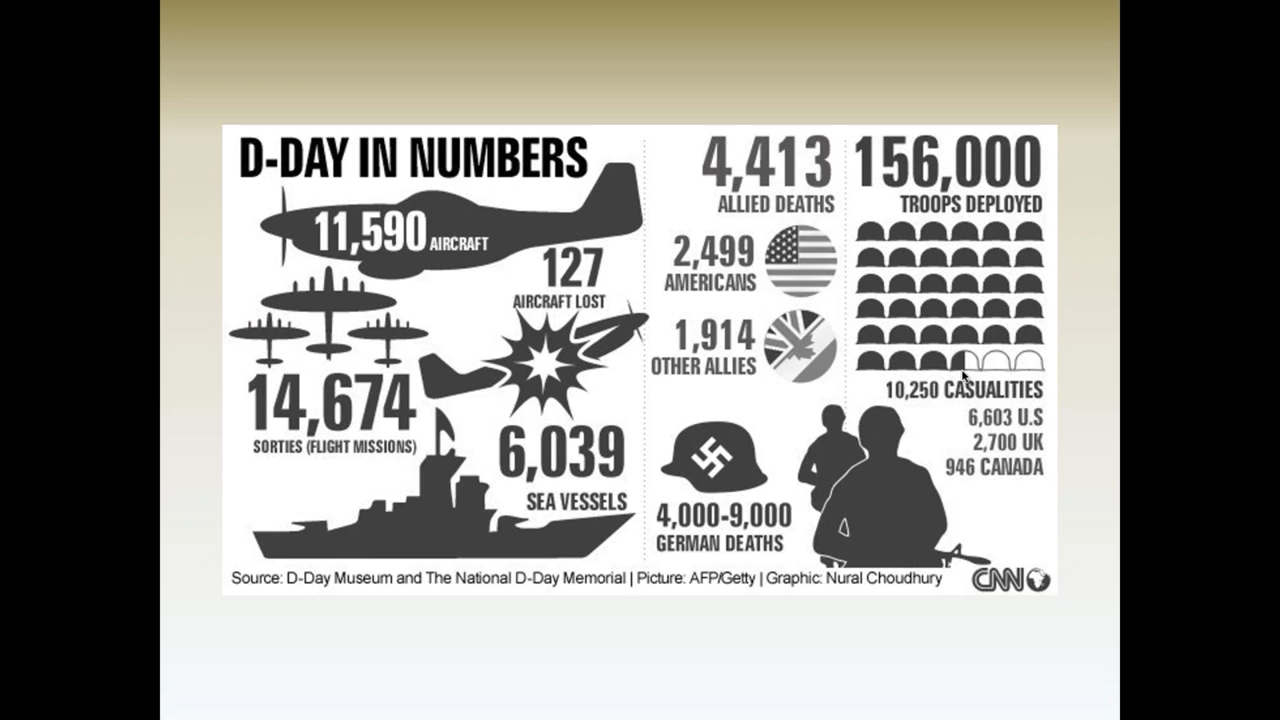 D-DAY IN NUMBERS
11,590 AIRCRAFT
127
AIRCRAFT LOST
14,674
SORTIES (FLIGHT MISSIONS)
6,039
SEA VESSELS
4,413
ALLIED DEATHS
2,499
AMERICANS
1,914
OTHER ALLIES
4,000-9,000
GERMAN DEATHS
156,000
TROOPS DEPLOYED
10,250 CASUALITIES
6,603 U.S
2,700 UK
946 CANADA
Source: D-Day Museum and The National D-Day Memorial | Picture: AFP/Getty | Graphic: Nural Choudhury
CNN